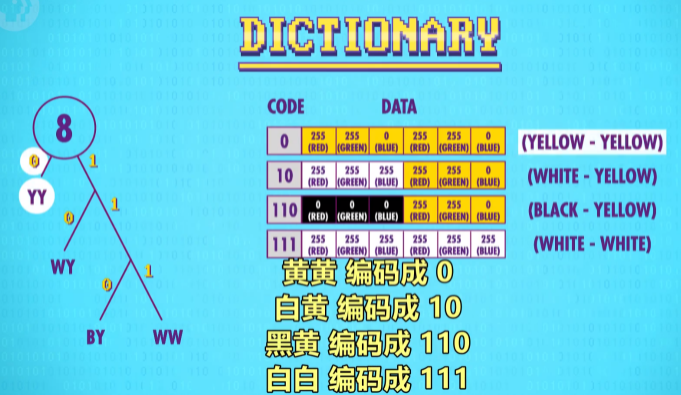 DICTIONARY
CODE DATA
8
0 1
YY
0 1
WY
0 1
BY WW
0 255 (RED) 255 (GREEN) 0 (BLUE) 255 (RED) 255 (GREEN) 0 (BLUE) (YELLOW - YELLOW)
10 255 (RED) 255 (GREEN) 255 (BLUE) 255 (RED) 255 (GREEN) 0 (BLUE) (WHITE - YELLOW)
110 0 (RED) 0 (GREEN) 0 (BLUE) 255 (RED) 255 (GREEN) 0 (BLUE) (BLACK - YELLOW)
111 255 (RED) 255 (GREEN) 255 (BLUE) 255 (RED) 255 (GREEN) 255 (BLUE) (WHITE - WHITE)
黄黄 编码成 0
白黄 编码成 10
黑黄 编码成 110
白白 编码成 111